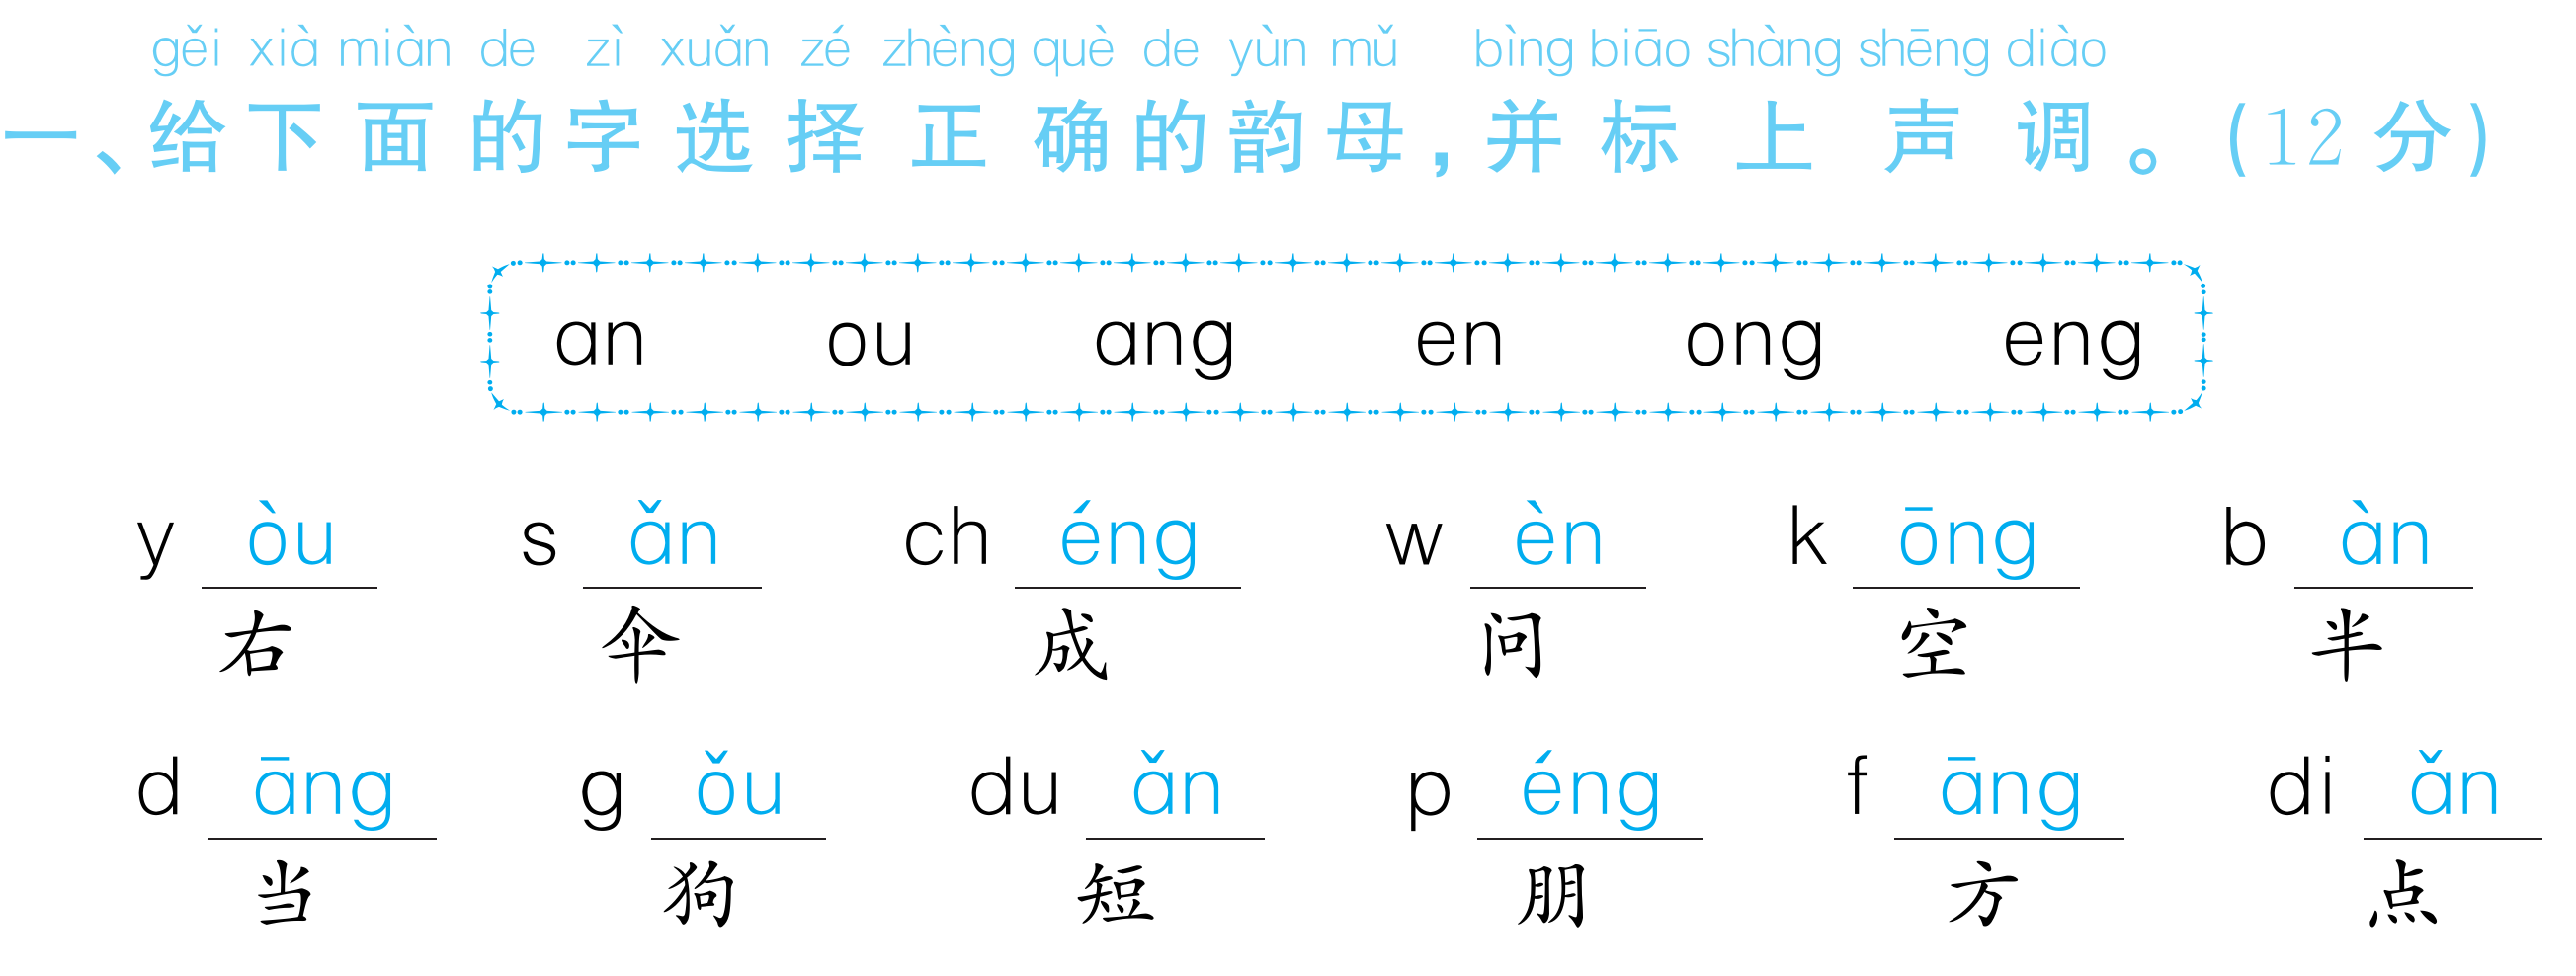 gěi xià miàn de zì xuǎn zé zhèng què de yùn mǔ bìng biāo shàng shēng diào
一、给下面的字选择正确的韵母,并标上声调。(12分)
an ou ang en ong eng
y òu s ǎn ch éng w èn k ōng b àn
右 伞 成 问 空 半
d āng g ǒu du ǎn p éng f āng di ǎn
当 狗 短 朋 方 点